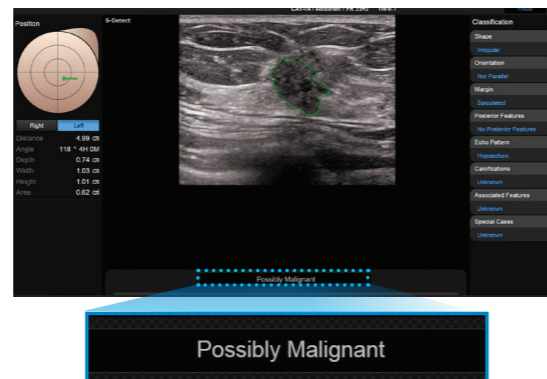 Position
S-Detect
Classification
Shape
Irregular
Orientation
Not Parallel
Margin
Spiculated
Posterior Features
No Posterior Features
Echo Pattern
Hypoechoic
Calcifications
Unknown
Associated Features
Unknown
Special Cases
Unknown
Right Left
Distance 4.99 cm
Angle 118 ° 4H 0M
Depth 0.74 cm
Width 1.03 cm
Height 1.01 cm
Area 0.62 cm²
Possibly Malignant
Possibly Malignant